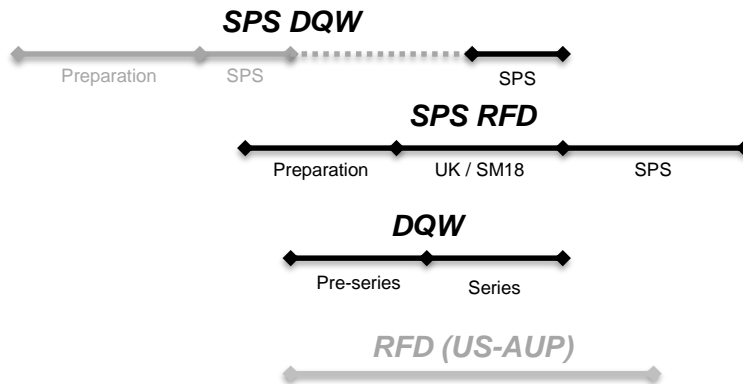 SPS DQW
Preparation SPS SPS
SPS RFD
Preparation UK / SM18 SPS
DQW
Pre-series Series
RFD (US-AUP)